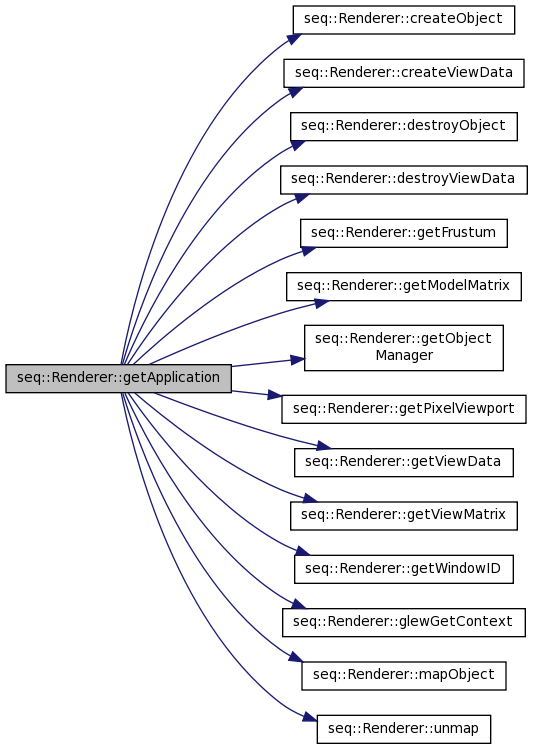 seq::Renderer::createObject
seq::Renderer::createViewData
seq::Renderer::destroyObject
seq::Renderer::destroyViewData
seq::Renderer::getFrustum
seq::Renderer::getModelMatrix
seq::Renderer::getObject
Manager
seq::Renderer::getApplication
seq::Renderer::getPixelViewport
seq::Renderer::getViewData
seq::Renderer::getViewMatrix
seq::Renderer::getWindowID
seq::Renderer::glewGetContext
seq::Renderer::mapObject
seq::Renderer::unmap